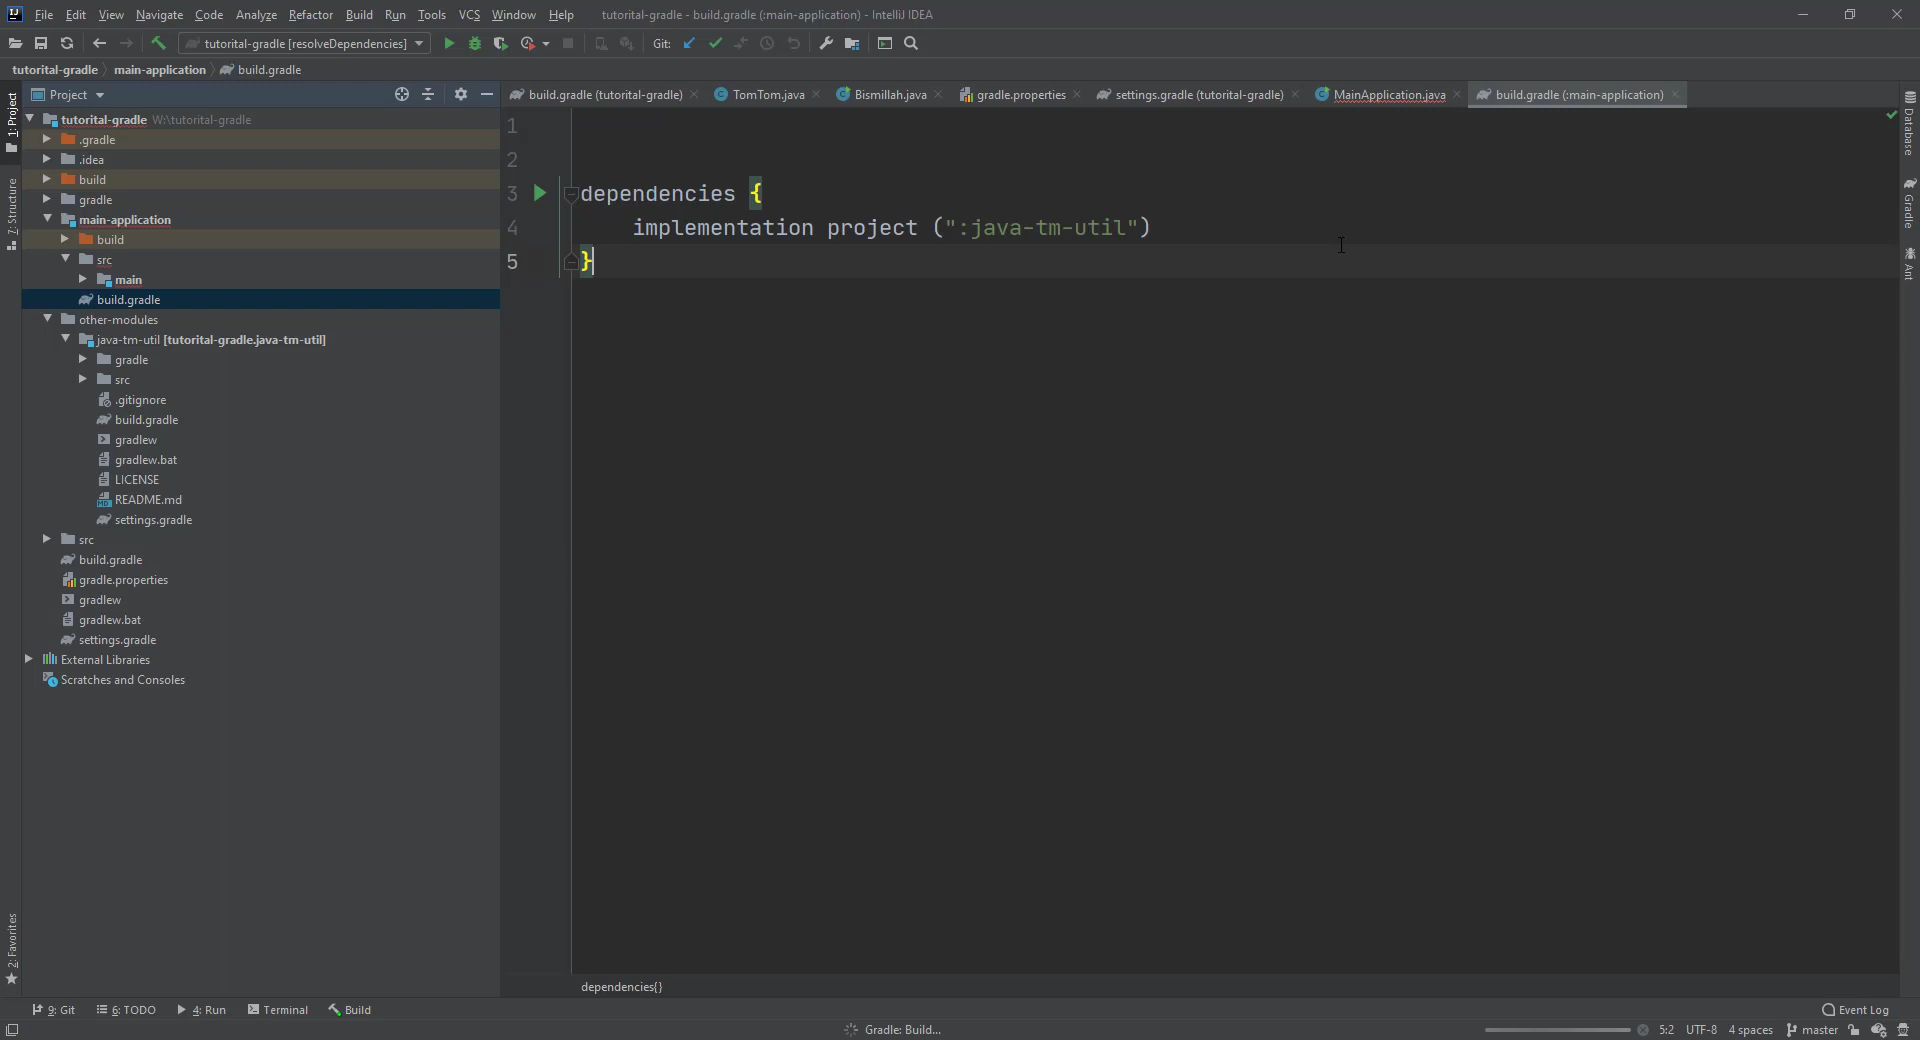 File Edit View Navigate Code Analyze Refactor Build Run Tools VCS Window Help tutorital-gradle - build.gradle (:main-application) - IntelliJ IDEA
tutorital-gradle [resolveDependencies] Git:
tutorital-gradle main-application build.gradle
Project
build.gradle (tutorital-gradle) TomTom.java Bismillah.java gradle.properties settings.gradle (tutorital-gradle) MainApplication.java build.gradle (:main-application)
1: Project
7: Structure
2: Favorites
tutorital-gradle W:\tutorital-gradle
.gradle
.idea
build
gradle
main-application
build
src
main
build.gradle
other-modules
java-tm-util [tutorital-gradle.java-tm-util]
gradle
src
.gitignore
build.gradle
gradlew
gradlew.bat
LICENSE
README.md
settings.gradle
src
build.gradle
gradle.properties
gradlew
gradlew.bat
settings.gradle
External Libraries
Scratches and Consoles
1
2
3 dependencies {
4 implementation project (":java-tm-util")
5 }
dependencies{}
Database
Gradle
Ant
9: Git 6: TODO 4: Run Terminal Build Event Log
Gradle: Build... 5:2 UTF-8 4 spaces master